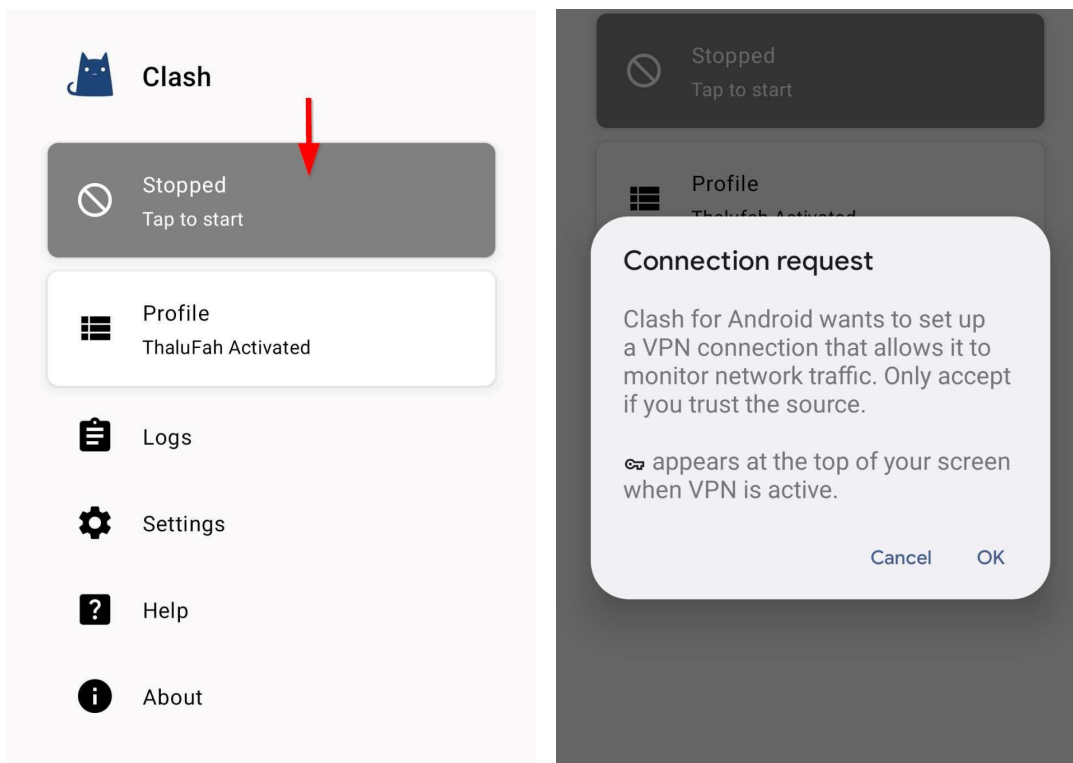 Clash
Stopped
Tap to start
Profile
ThaluFah Activated
Logs
Settings
Help
About
Stopped
Tap to start
Profile
ThaluFah Activated
Connection request
Clash for Android wants to set up
a VPN connection that allows it to
monitor network traffic. Only accept
if you trust the source.
appears at the top of your screen
when VPN is active.
Cancel
OK